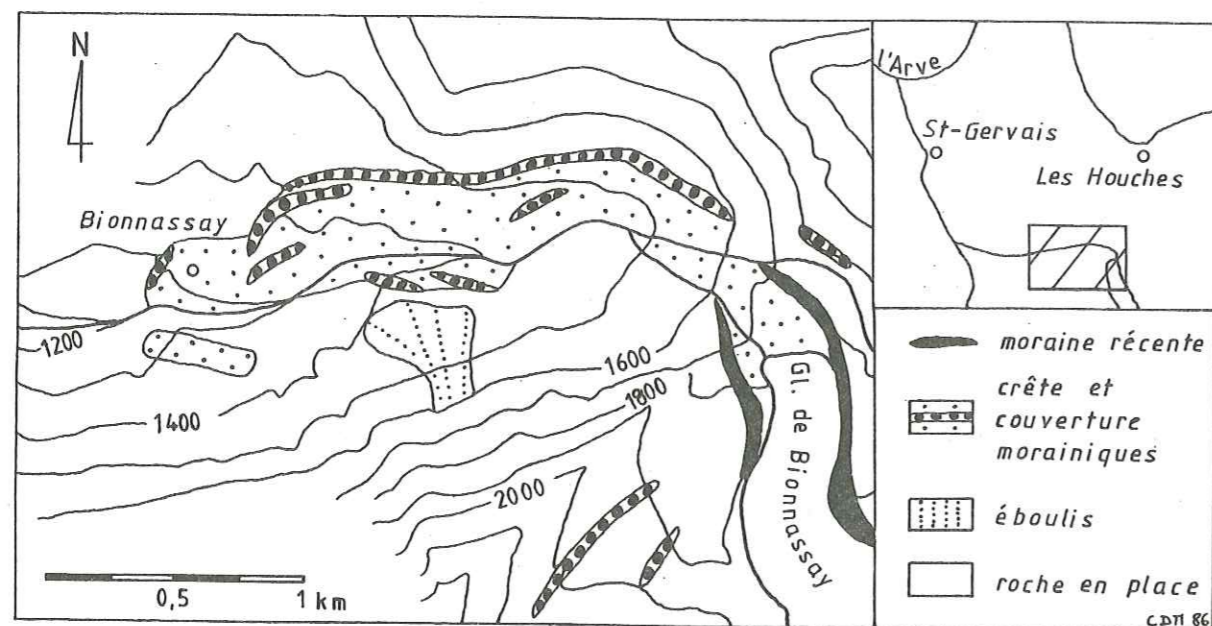 N
Bionnassay
1200
1400
1600
1800
2000
Gl. de Bionnassay
0,5
1 km
l'Arve
St-Gervais
Les Houches
moraine récente
crête et
couverture
morainiques
éboulis
roche en place
CDM 86